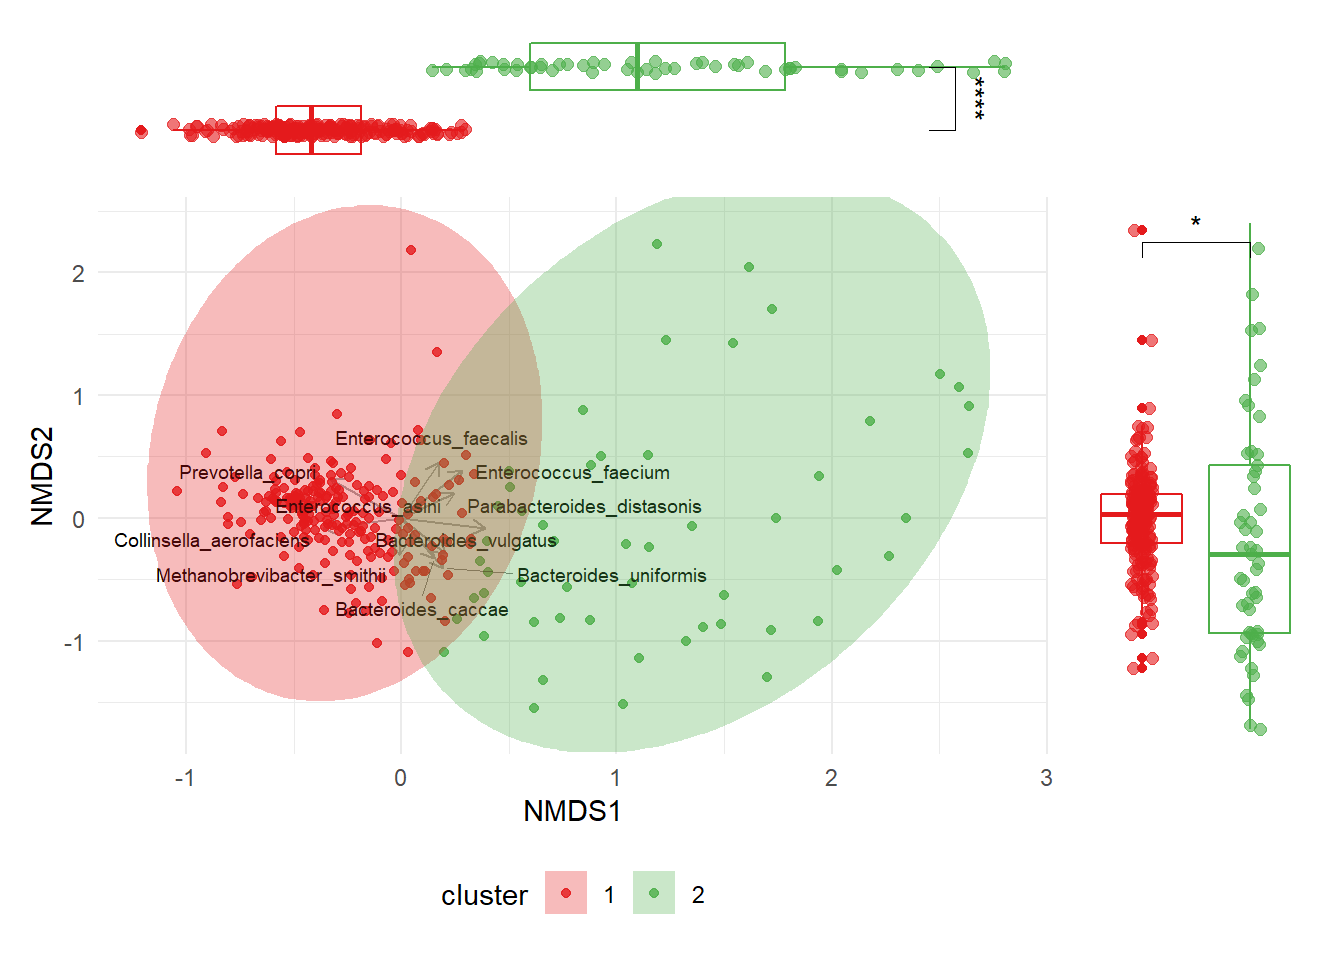 ****
*
NMDS2
2
1
0
-1
Enterococcus_faecalis
Prevotella_copri
Enterococcus_faecium
Enterococcus_asini
Parabacteroides_distasonis
Collinsella_aerofaciens
Bacteroides_vulgatus
Methanobrevibacter_smithii
Bacteroides_uniformis
Bacteroides_caccae
-1 0 1 2 3
NMDS1
cluster 1 2